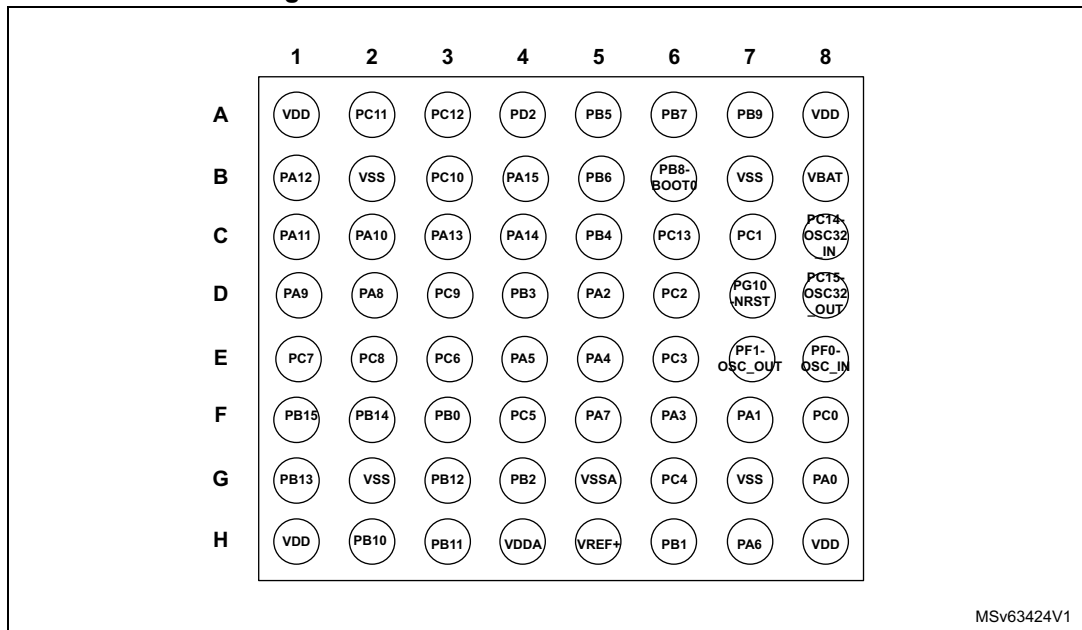 1 2 3 4 5 6 7 8
A VDD PC11 PC12 PD2 PB5 PB7 PB9 VDD
B PA12 VSS PC10 PA15 PB6 PB8-BOOT0 VSS VBAT
C PA11 PA10 PA13 PA14 PB4 PC13 PC1 PC14-OSC32_IN
D PA9 PA8 PC9 PB3 PA2 PC2 PG10-NRST PC15-OSC32_OUT
E PC7 PC8 PC6 PA5 PA4 PC3 PF1-OSC_OUT PF0-OSC_IN
F PB15 PB14 PB0 PC5 PA7 PA3 PA1 PC0
G PB13 VSS PB12 PB2 VSSA PC4 VSS PA0
H VDD PB10 PB11 VDDA VREF+ PB1 PA6 VDD
MSv63424V1